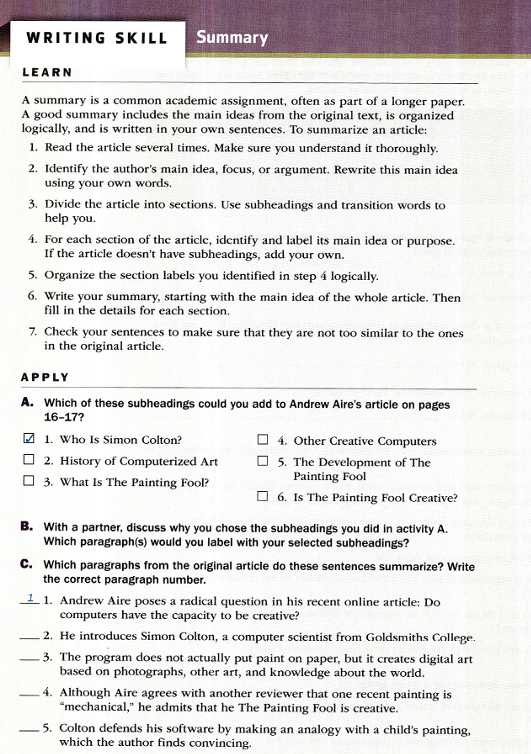 WRITING SKILL Summary
LEARN
A summary is a common academic assignment, often as part of a longer paper.
A good summary includes the main ideas from the original text, is organized
logically, and is written in your own sentences. To summarize an article:
1. Read the article several times. Make sure you understand it thoroughly.
2. Identify the author's main idea, focus, or argument. Rewrite this main idea
using your own words.
3. Divide the article into sections. Use subheadings and transition words to
help you.
4. For each section of the article, identify and label its main idea or purpose.
If the article doesn't have subheadings, add your own.
5. Organize the section labels you identified in step 4 logically.
6. Write your summary, starting with the main idea of the whole article. Then
fill in the details for each section.
7. Check your sentences to make sure that they are not too similar to the ones
in the original article.
APPLY
A. Which of these subheadings could you add to Andrew Aire's article on pages
16–17?
☑ 1. Who Is Simon Colton?
☐ 2. History of Computerized Art
☐ 3. What Is The Painting Fool?
☐ 4. Other Creative Computers
☐ 5. The Development of The
Painting Fool
☐ 6. Is The Painting Fool Creative?
B. With a partner, discuss why you chose the subheadings you did in activity A.
Which paragraph(s) would you label with your selected subheadings?
C. Which paragraphs from the original article do these sentences summarize? Write
the correct paragraph number.
1 1. Andrew Aire poses a radical question in his recent online article: Do
computers have the capacity to be creative?
___ 2. He introduces Simon Colton, a computer scientist from Goldsmiths College.
___ 3. The program does not actually put paint on paper, but it creates digital art
based on photographs, other art, and knowledge about the world.
___ 4. Although Aire agrees with another reviewer that one recent painting is
"mechanical," he admits that he The Painting Fool is creative.
___ 5. Colton defends his software by making an analogy with a child's painting,
which the author finds convincing.